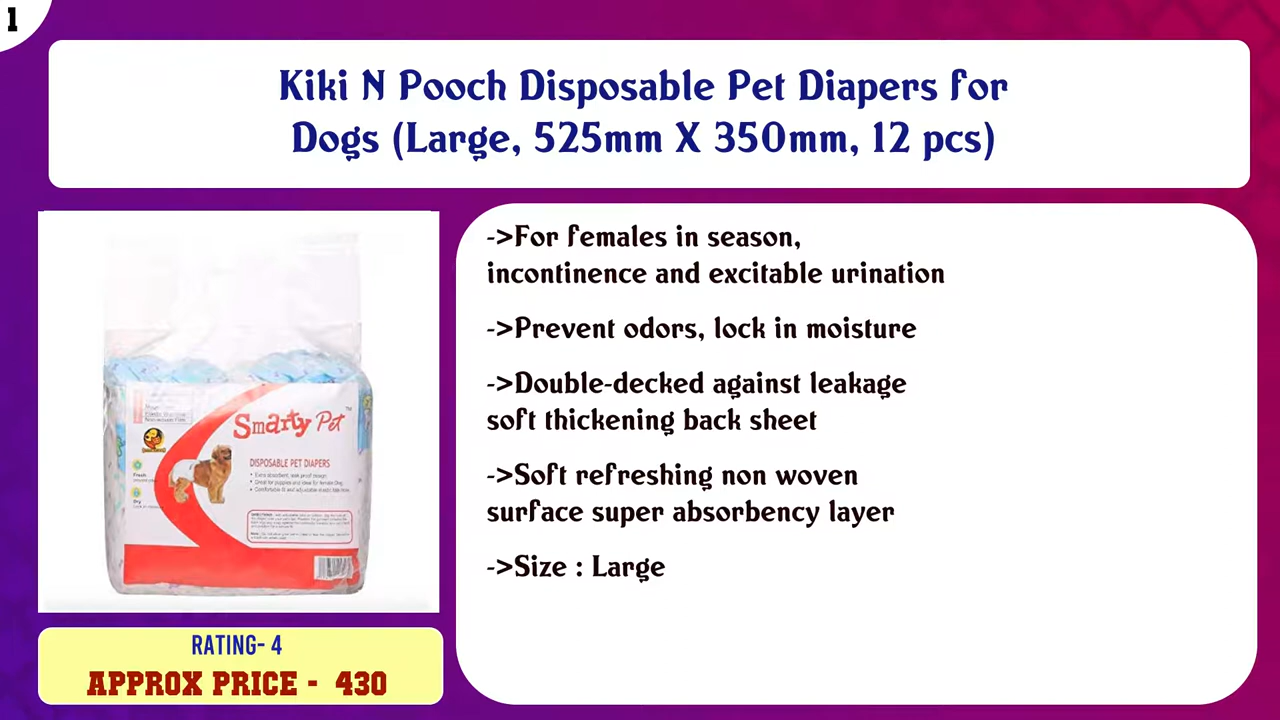 1
Kiki N Pooch Disposable Pet Diapers for
Dogs (Large, 525mm X 350mm, 12 pcs)
->For females in season,
incontinence and excitable urination
->Prevent odors, lock in moisture
->Double-decked against leakage
soft thickening back sheet
->Soft refreshing non woven
surface super absorbency layer
->Size : Large
Smarty Pet™
DISPOSABLE PET DIAPERS
Fresh
Dry
RATING- 4
APPROX PRICE - 430